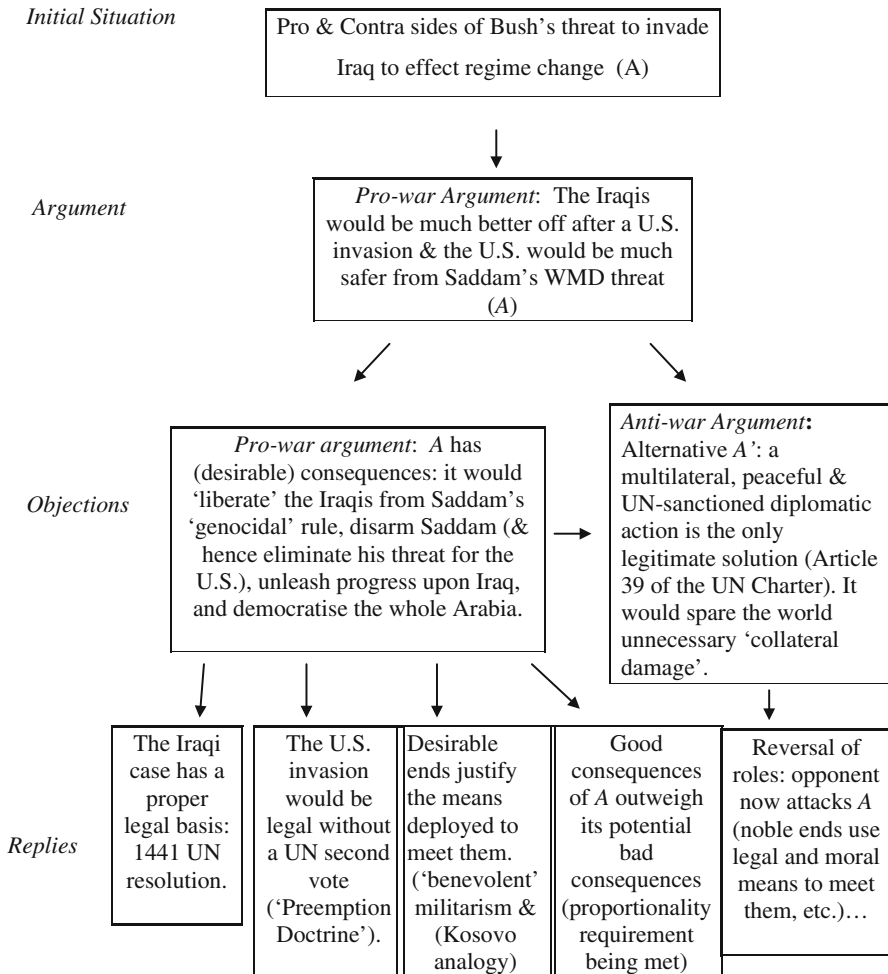 Initial Situation
Pro & Contra sides of Bush’s threat to invade
Iraq to effect regime change (A)
Argument
Pro-war Argument: The Iraqis
would be much better off after a U.S.
invasion & the U.S. would be much
safer from Saddam’s WMD threat
(A)
Objections
Pro-war argument: A has
(desirable) consequences: it would
‘liberate’ the Iraqis from Saddam’s
‘genocidal’ rule, disarm Saddam (&
hence eliminate his threat for the
U.S.), unleash progress upon Iraq,
and democratise the whole Arabia.
Anti-war Argument:
Alternative A’: a
multilateral, peaceful &
UN-sanctioned diplomatic
action is the only
legitimate solution (Article
39 of the UN Charter). It
would spare the world
unnecessary ‘collateral
damage’.
Replies
The Iraqi
case has a
proper
legal basis:
1441 UN
resolution.
The U.S.
invasion
would be
legal without
a UN second
vote
(‘Preemption
Doctrine’).
Desirable
ends justify
the means
deployed to
meet them.
(‘benevolent’
militarism &
(Kosovo
analogy)
Good
consequences
of A outweigh
its potential
bad
consequences
(proportionality
requirement
being met)
Reversal of
roles: opponent
now attacks A
(noble ends use
legal and moral
means to meet
them, etc.)…